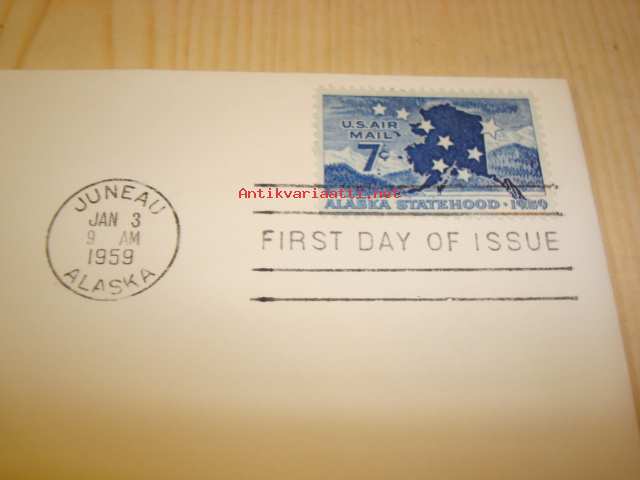 U.S. AIR
MAIL
7¢
ALASKA STATEHOOD · 1959
Antikvariaatti.net
JUNEAU
JAN 3
9 AM
1959
ALASKA
FIRST DAY OF ISSUE